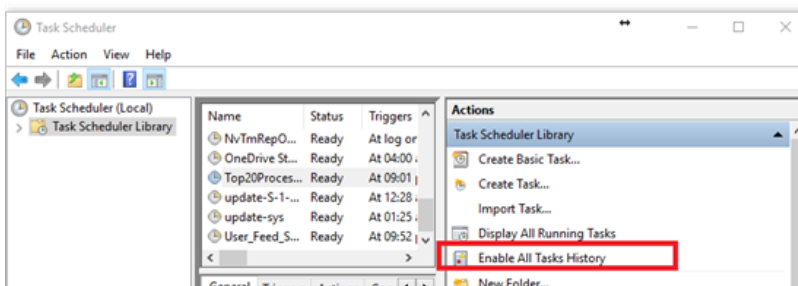 Task Scheduler
File Action View Help
Task Scheduler (Local)
Task Scheduler Library
Name Status Triggers
NvTmRepO... Ready At log or
OneDrive St... Ready At 04:00
Top20Proces... Ready At 09:01
update-S-1-... Ready At 12:28
update-sys Ready At 01:25
User_Feed_S... Ready At 09:52
General
Actions
Task Scheduler Library
Create Basic Task...
Create Task...
Import Task...
Display All Running Tasks
Enable All Tasks History
New Folder...